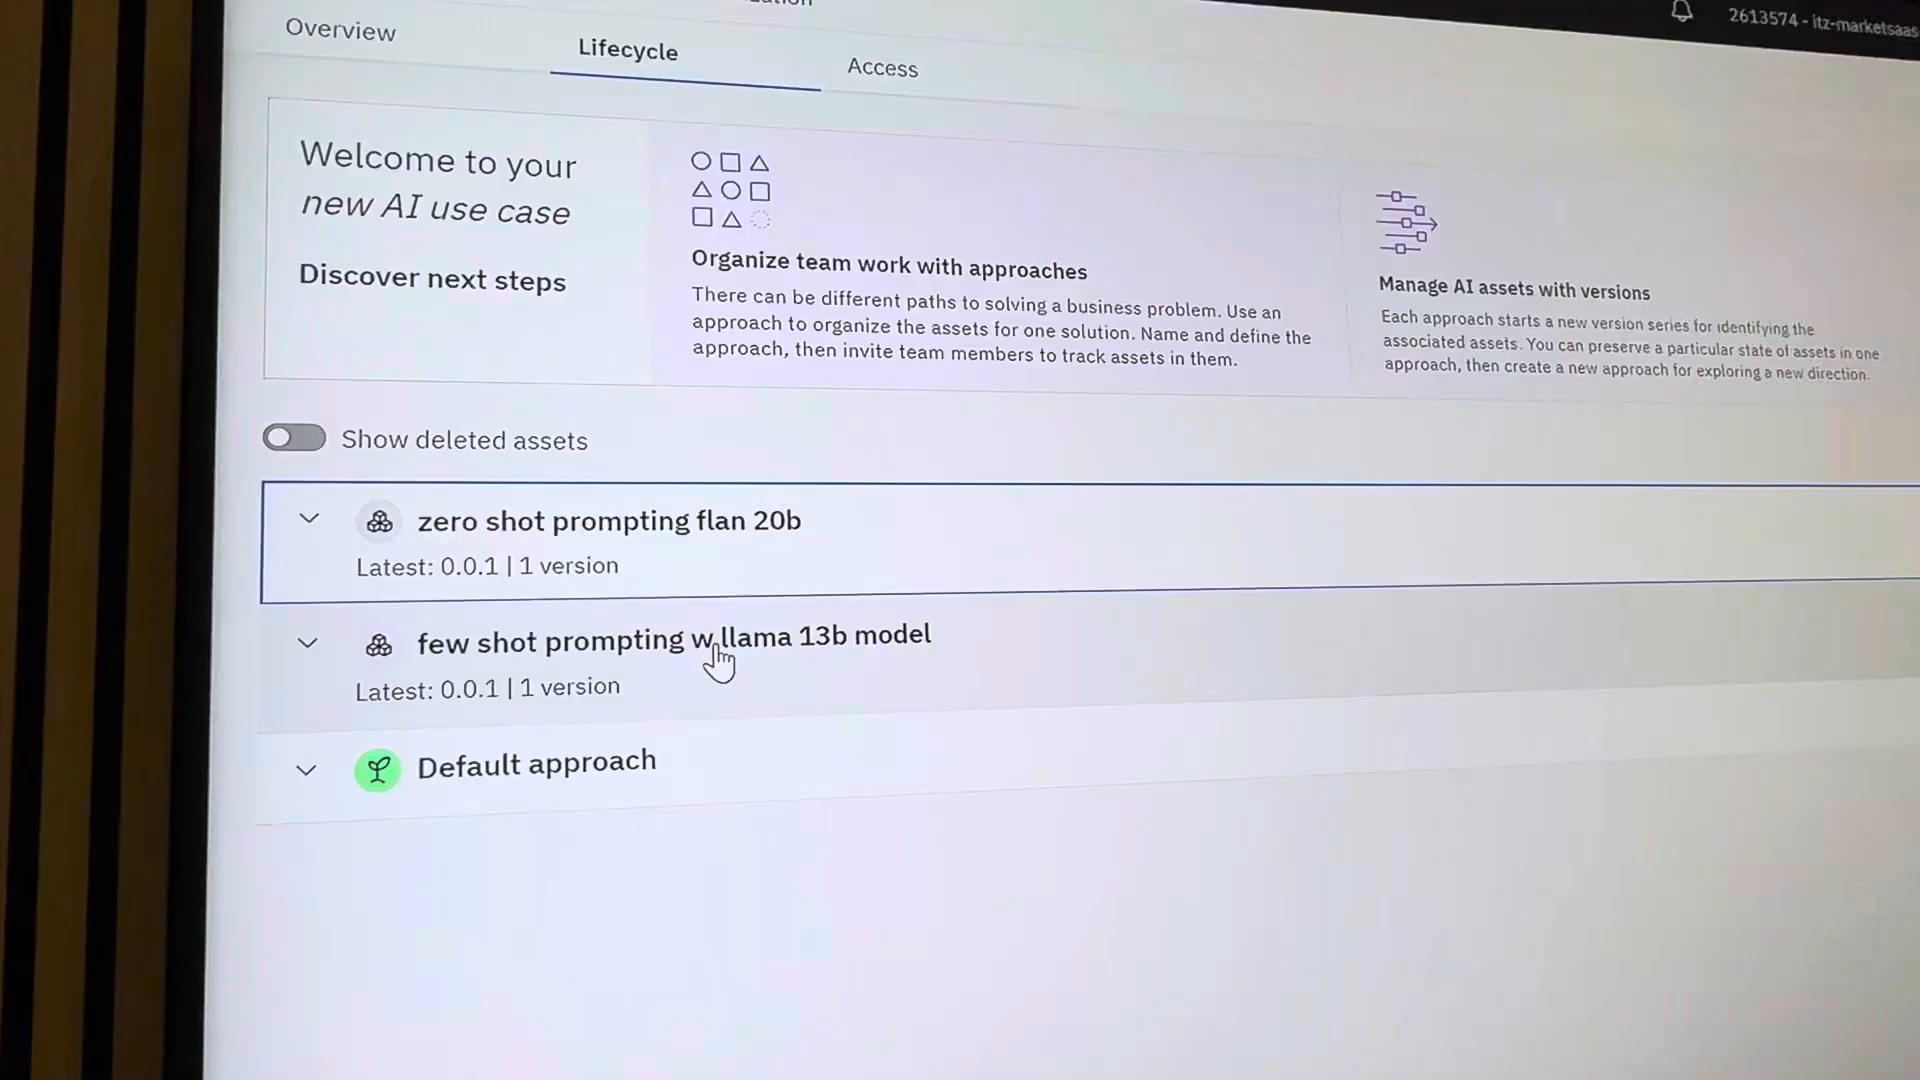 2613574 - itz-marketsaas
Overview
Lifecycle
Access
Welcome to your
new AI use case
Discover next steps
Organize team work with approaches
There can be different paths to solving a business problem. Use an
approach to organize the assets for one solution. Name and define the
approach, then invite team members to track assets in them.
Manage AI assets with versions
Each approach starts a new version series for identifying the
associated assets. You can preserve a particular state of assets in one
approach, then create a new approach for exploring a new direction.
Show deleted assets
zero shot prompting flan 20b
Latest: 0.0.1 | 1 version
few shot prompting w llama 13b model
Latest: 0.0.1 | 1 version
Default approach